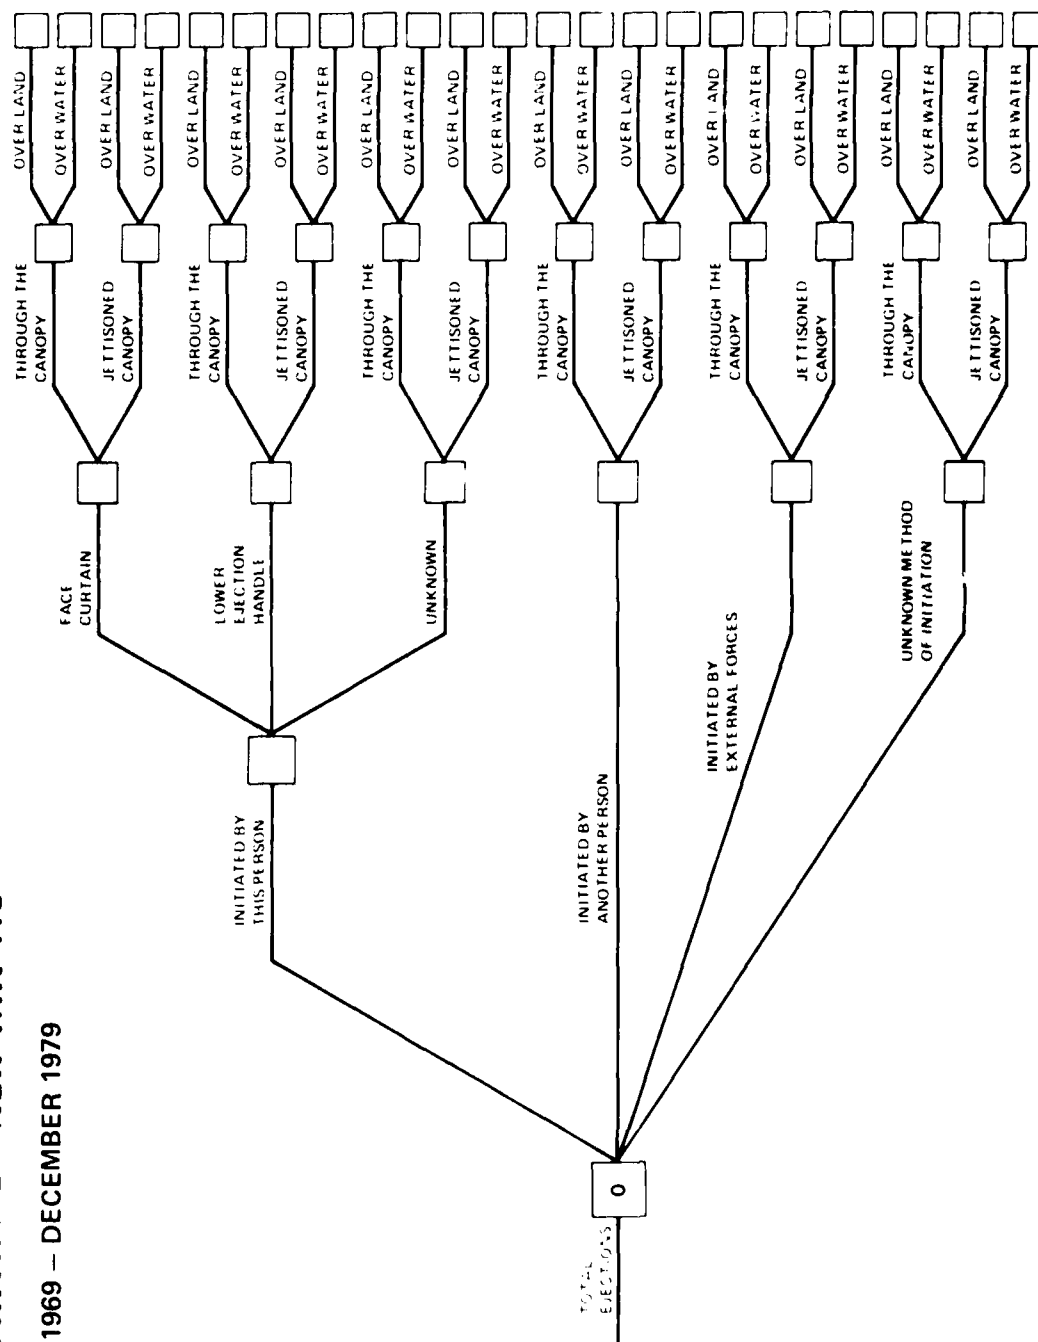 1969 — DECEMBER 1979
TOTAL
EJECTIONS
0
INITIATED BY
THIS PERSON
INITIATED BY
ANOTHER PERSON
INITIATED BY
EXTERNAL FORCES
UNKNOWN METHOD
OF INITIATION
FACE
CURTAIN
LOWER
EJECTION
HANDLE
UNKNOWN
THROUGH THE
CANOPY
JETTISONED
CANOPY
THROUGH THE
CANOPY
JETTISONED
CANOPY
THROUGH THE
CANOPY
JETTISONED
CANOPY
THROUGH THE
CANOPY
JETTISONED
CANOPY
THROUGH THE
CANOPY
JETTISONED
CANOPY
THROUGH THE
CANOPY
JETTISONED
CANOPY
OVER LAND
OVER WATER
OVER LAND
OVER WATER
OVER LAND
OVER WATER
OVER LAND
OVER WATER
OVER LAND
OVER WATER
OVER LAND
OVER WATER
OVER LAND
OVER WATER
OVER LAND
OVER WATER
OVER LAND
OVER WATER
OVER LAND
OVER WATER
OVER LAND
OVER WATER
OVER LAND
OVER WATER